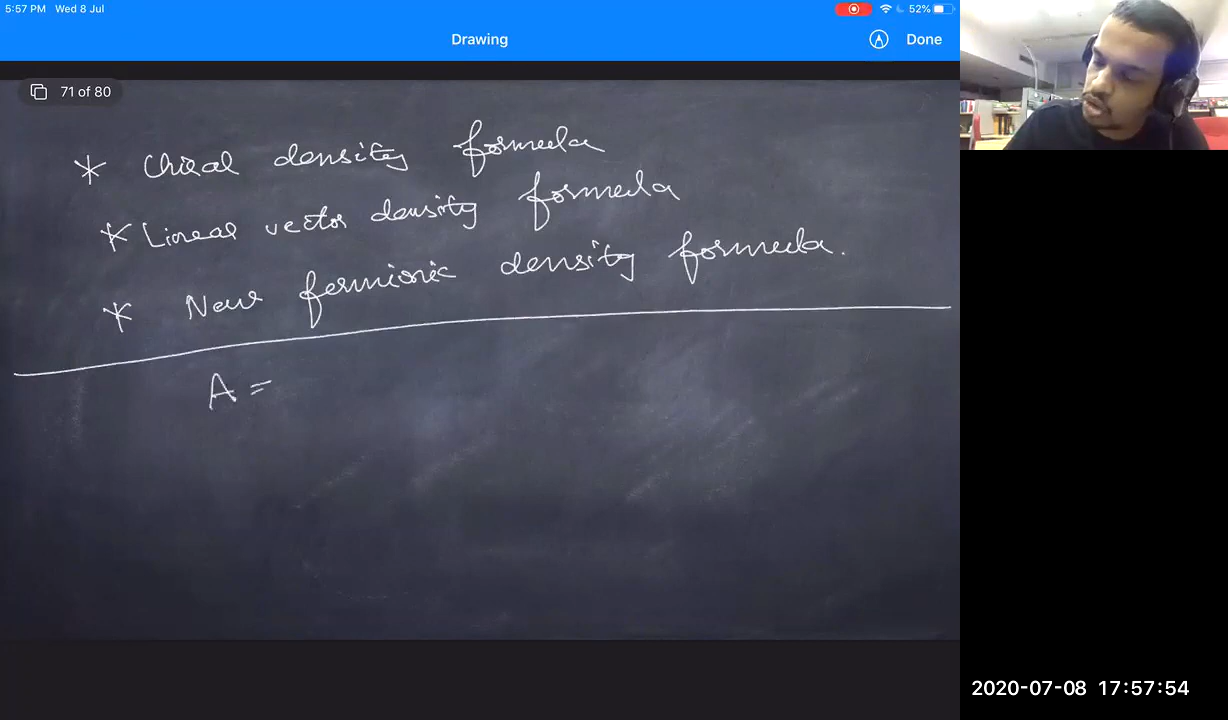 5:57 PM Wed 8 Jul
52%
Drawing
Done
71 of 80
* Chiral density formula
* Linear vector density formula
* New fermionic density formula.
A =
2020-07-08 17:57:54